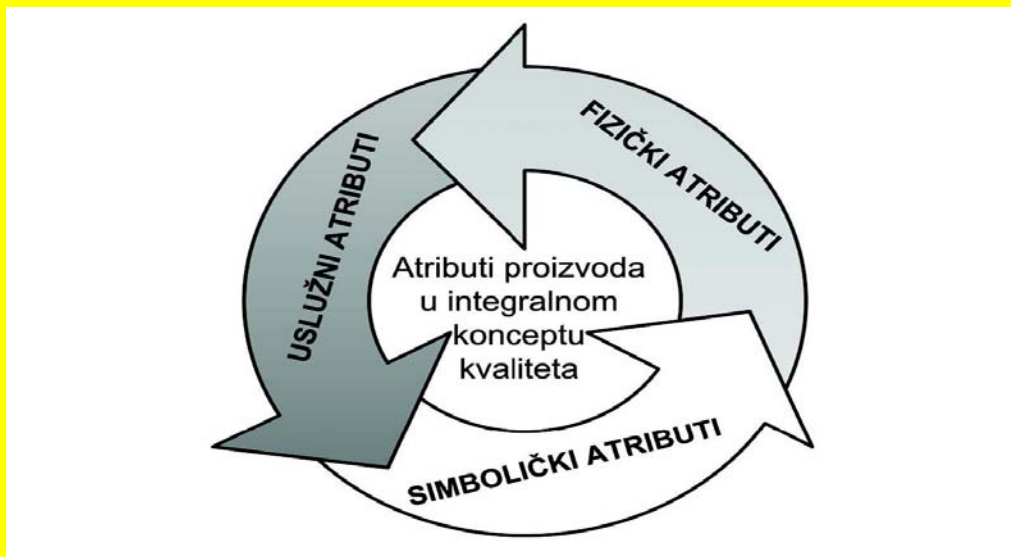 FIZIČKI ATRIBUTI
USLUŽNI ATRIBUTI
Atributi proizvoda
u integralnom
konceptu
kvaliteta
SIMBOLIČKI ATRIBUTI